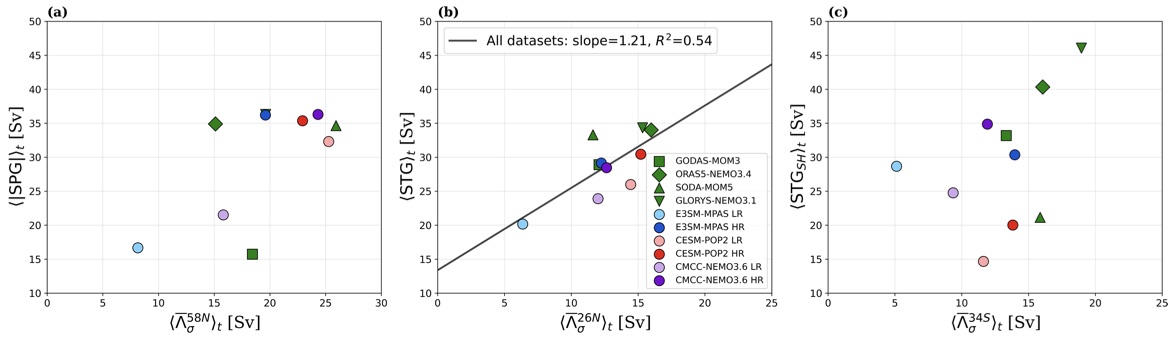 (a)
50
45
40
35
30
25
20
15
10
⟨|SPG|⟩t [Sv]
0 5 10 15 20 25 30
⟨Λ̅σ^58N⟩t [Sv]
(b)
All datasets: slope=1.21, R²=0.54
50
45
40
35
30
25
20
15
10
⟨STG⟩t [Sv]
GODAS-MOM3
ORAS5-NEMO3.4
SODA-MOM5
GLORYS-NEMO3.1
E3SM-MPAS LR
E3SM-MPAS HR
CESM-POP2 LR
CESM-POP2 HR
CMCC-NEMO3.6 LR
CMCC-NEMO3.6 HR
0 5 10 15 20 25
⟨Λ̅σ^26N⟩t [Sv]
(c)
50
45
40
35
30
25
20
15
10
⟨STG_SH⟩t [Sv]
0 5 10 15 20 25
⟨Λ̅σ^34S⟩t [Sv]